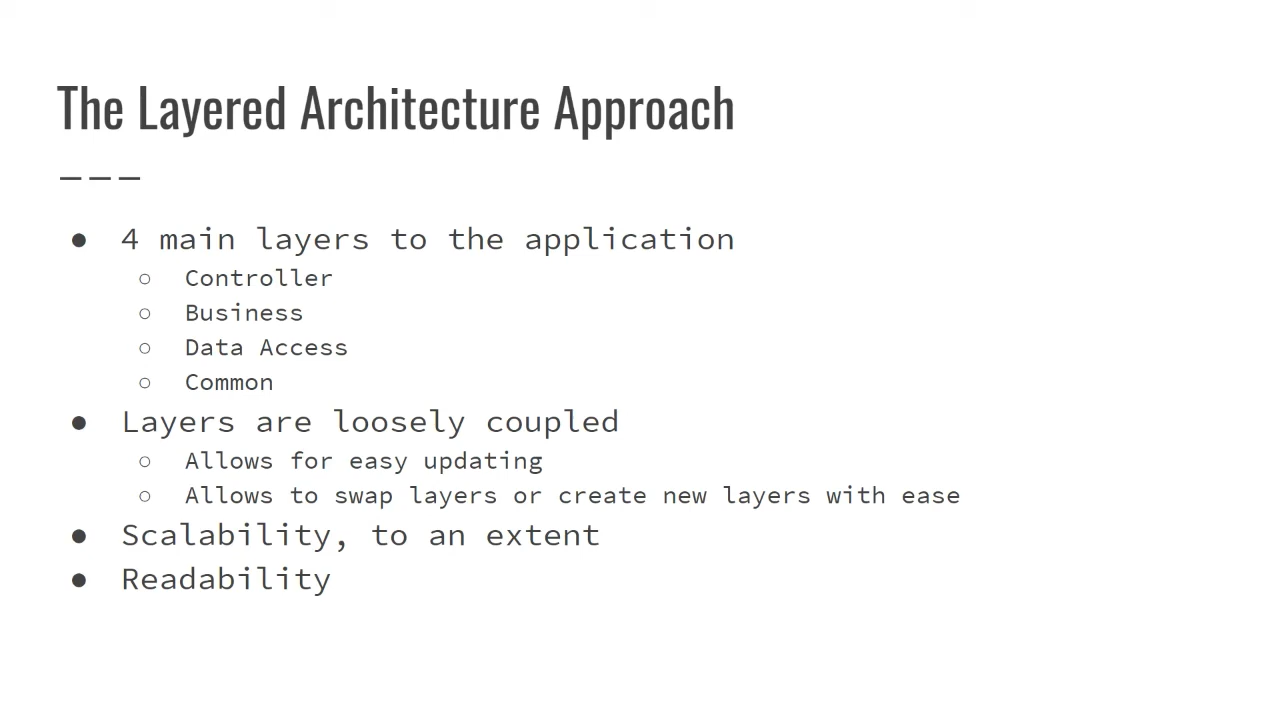 The Layered Architecture Approach
● 4 main layers to the application
○ Controller
○ Business
○ Data Access
○ Common
● Layers are loosely coupled
○ Allows for easy updating
○ Allows to swap layers or create new layers with ease
● Scalability, to an extent
● Readability